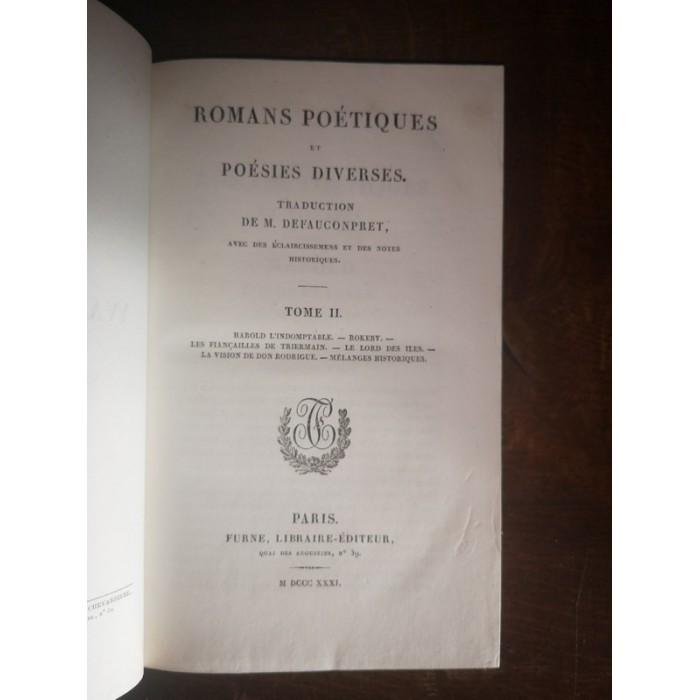 ROMANS POÉTIQUES
ET
POÉSIES DIVERSES.
TRADUCTION
DE M. DEFAUCONPRET,
AVEC DES ÉCLAIRCISSEMENS ET DES NOTES
HISTORIQUES.
TOME II.
HAROLD L'INDOMPTABLE. — ROKEBY. —
LES FIANÇAILLES DE TRIERMAIN. — LE LORD DES ILES. —
LA VISION DE DON RODRIGUE. — MÉLANGES HISTORIQUES.
PARIS.
FURNE, LIBRAIRE-ÉDITEUR,
QUAI DES AUGUSTINS, N° 39.
M DCCC XXXI.